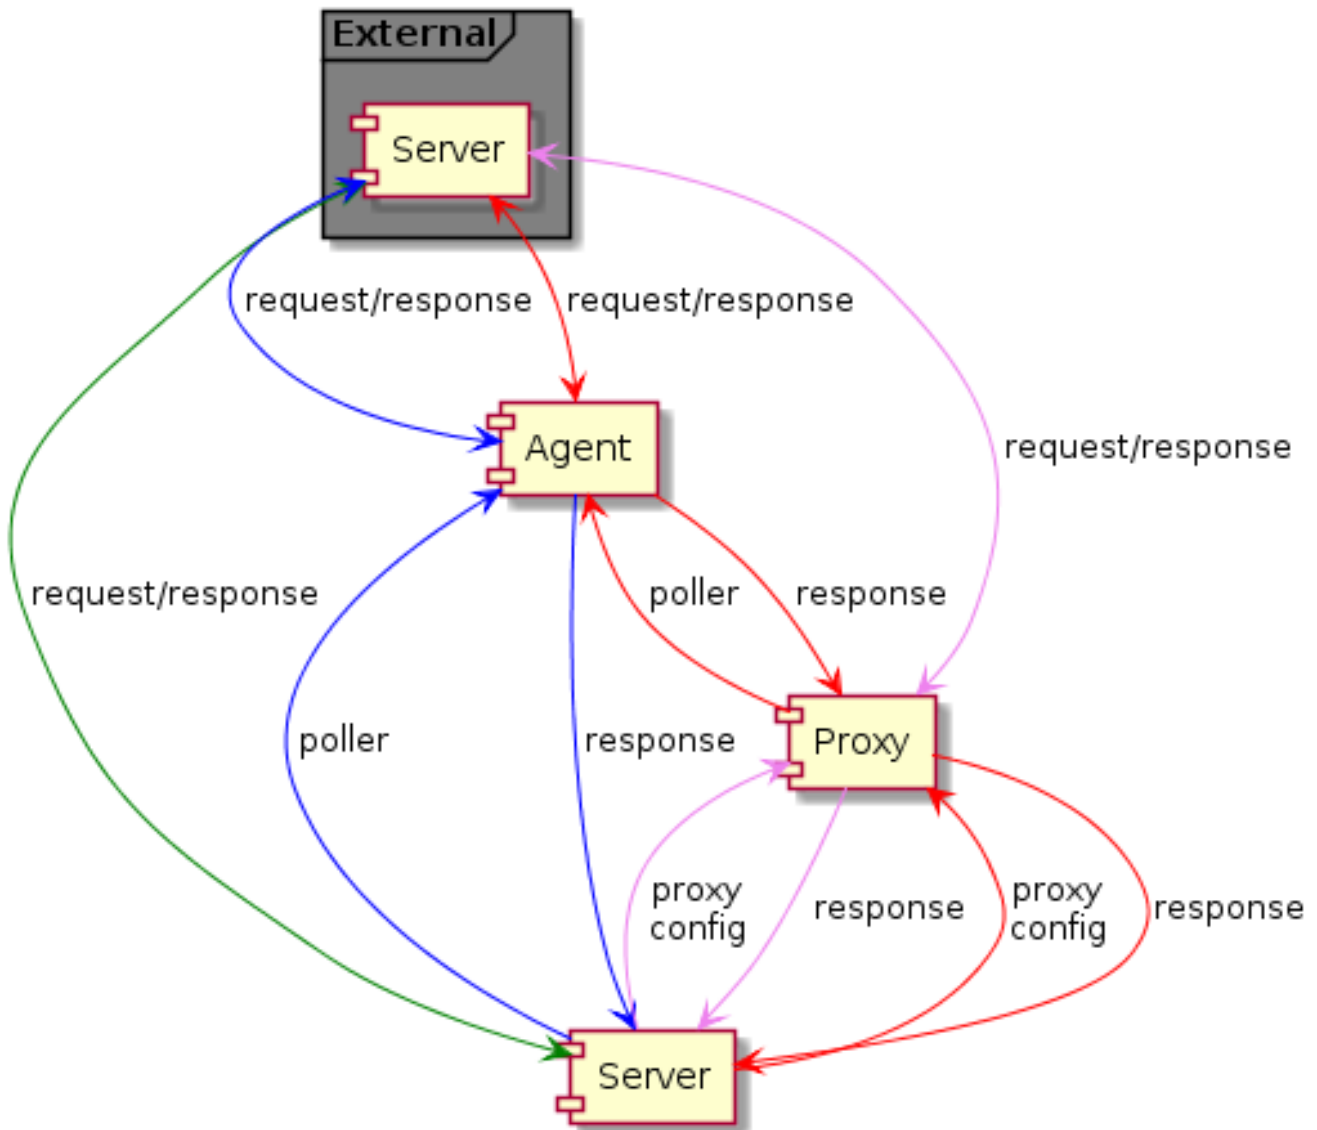 External
Server
request/response
request/response
Agent
request/response
request/response
poller
response
poller
response
Proxy
proxy
config
response
proxy
config
response
Server